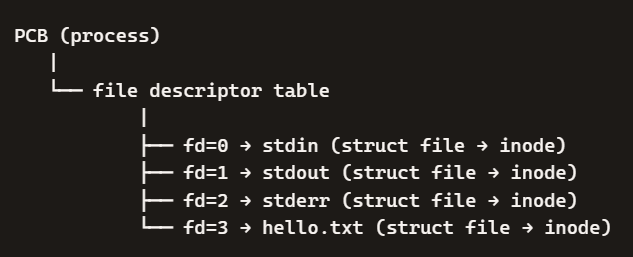 PCB (process)
│
└── file descriptor table
│
├── fd=0 → stdin (struct file → inode)
├── fd=1 → stdout (struct file → inode)
├── fd=2 → stderr (struct file → inode)
└── fd=3 → hello.txt (struct file → inode)